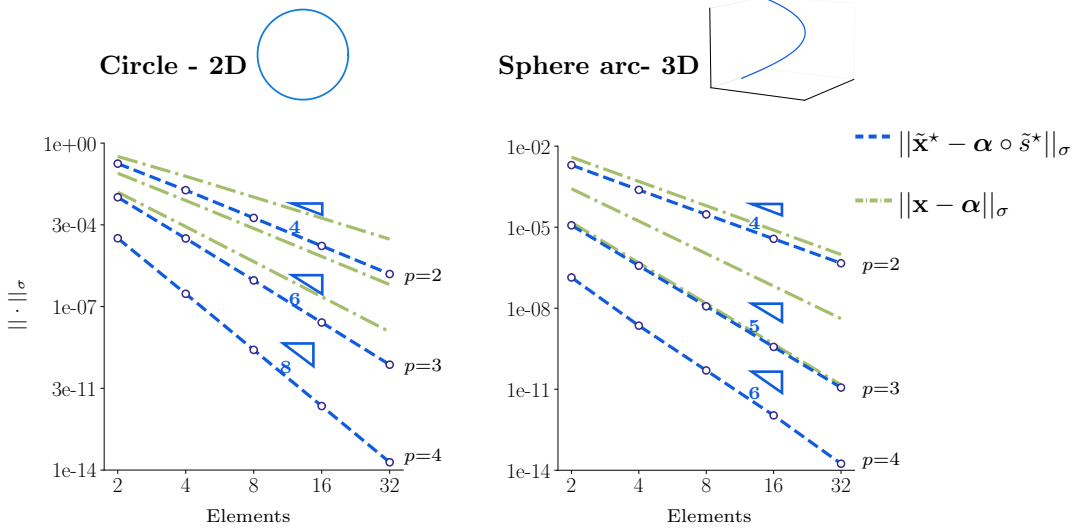 Circle - 2D
Sphere arc- 3D
||x̃⋆ − α ∘ s̃⋆||σ
||x − α||σ
|| · ||σ
1e+00
3e-04
1e-07
3e-11
1e-14
4
6
8
p=2
p=3
p=4
2 4 8 16 32
Elements
1e-02
1e-05
1e-08
1e-11
1e-14
4
5
6
p=2
p=3
p=4
2 4 8 16 32
Elements